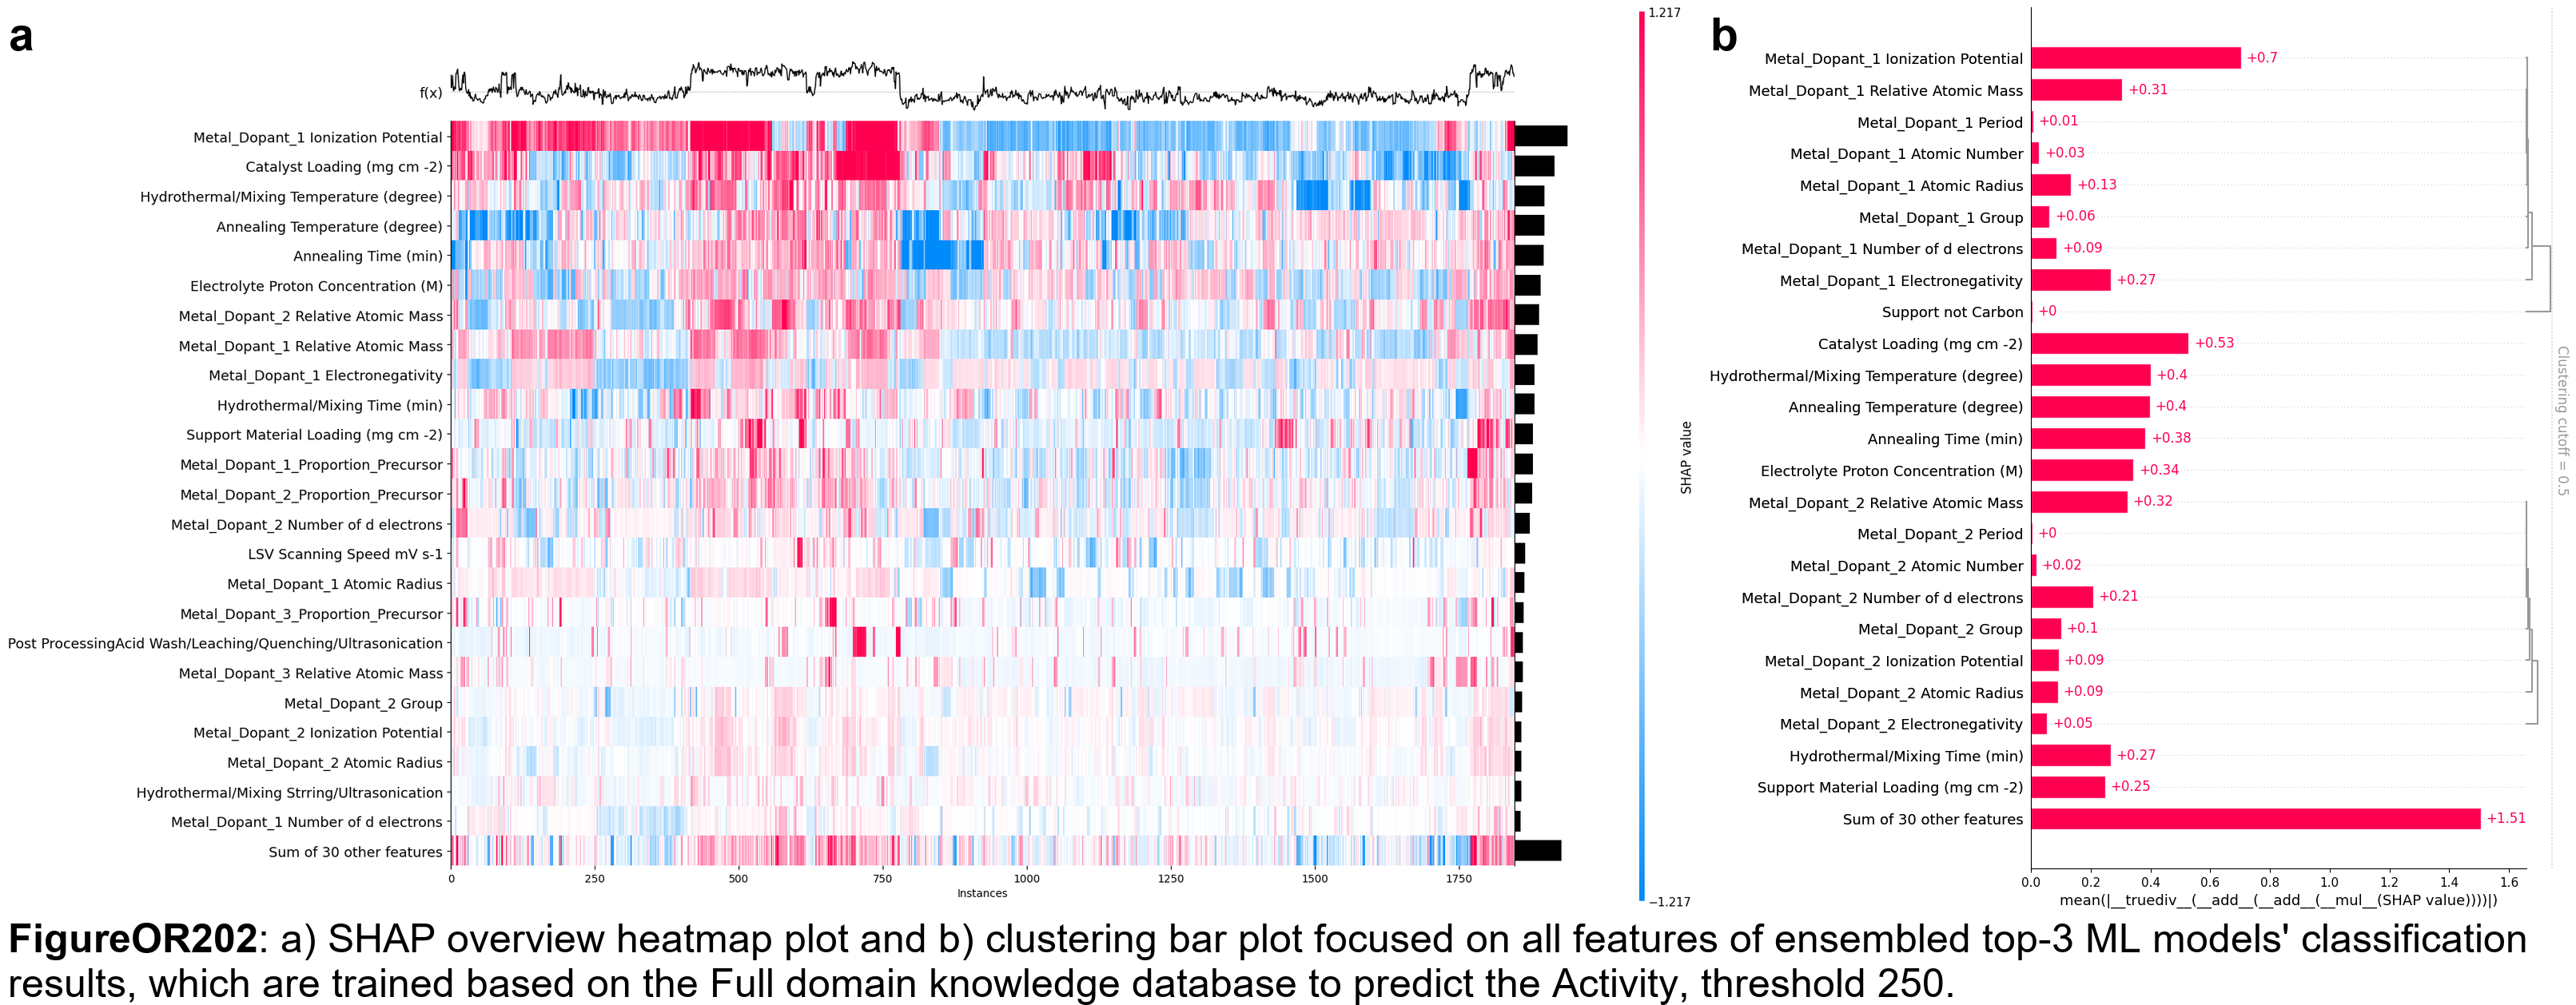 a
f(x)
Metal_Dopant_1 Ionization Potential
Catalyst Loading (mg cm -2)
Hydrothermal/Mixing Temperature (degree)
Annealing Temperature (degree)
Annealing Time (min)
Electrolyte Proton Concentration (M)
Metal_Dopant_2 Relative Atomic Mass
Metal_Dopant_1 Relative Atomic Mass
Metal_Dopant_1 Electronegativity
Hydrothermal/Mixing Time (min)
Support Material Loading (mg cm -2)
Metal_Dopant_1_Proportion_Precursor
Metal_Dopant_2_Proportion_Precursor
Metal_Dopant_2 Number of d electrons
LSV Scanning Speed mV s-1
Metal_Dopant_1 Atomic Radius
Metal_Dopant_3_Proportion_Precursor
Post ProcessingAcid Wash/Leaching/Quenching/Ultrasonication
Metal_Dopant_3 Relative Atomic Mass
Metal_Dopant_2 Group
Metal_Dopant_2 Ionization Potential
Metal_Dopant_2 Atomic Radius
Hydrothermal/Mixing Strring/Ultrasonication
Metal_Dopant_1 Number of d electrons
Sum of 30 other features
0 250 500 750 1000 1250 1500 1750
Instances
1.217
SHAP value
−1.217
b
Metal_Dopant_1 Ionization Potential +0.7
Metal_Dopant_1 Relative Atomic Mass +0.31
Metal_Dopant_1 Period +0.01
Metal_Dopant_1 Atomic Number +0.03
Metal_Dopant_1 Atomic Radius +0.13
Metal_Dopant_1 Group +0.06
Metal_Dopant_1 Number of d electrons +0.09
Metal_Dopant_1 Electronegativity +0.27
Support not Carbon +0
Catalyst Loading (mg cm -2) +0.53
Hydrothermal/Mixing Temperature (degree) +0.4
Annealing Temperature (degree) +0.4
Annealing Time (min) +0.38
Electrolyte Proton Concentration (M) +0.34
Metal_Dopant_2 Relative Atomic Mass +0.32
Metal_Dopant_2 Period +0
Metal_Dopant_2 Atomic Number +0.02
Metal_Dopant_2 Number of d electrons +0.21
Metal_Dopant_2 Group +0.1
Metal_Dopant_2 Ionization Potential +0.09
Metal_Dopant_2 Atomic Radius +0.09
Metal_Dopant_2 Electronegativity +0.05
Hydrothermal/Mixing Time (min) +0.27
Support Material Loading (mg cm -2) +0.25
Sum of 30 other features +1.51
Clustering cutoff = 0.5
0.0 0.2 0.4 0.6 0.8 1.0 1.2 1.4 1.6
mean(|__truediv__(__add__(__add__(__mul__(SHAP value))))|)
FigureOR202: a) SHAP overview heatmap plot and b) clustering bar plot focused on all features of ensembled top-3 ML models' classification
results, which are trained based on the Full domain knowledge database to predict the Activity, threshold 250.